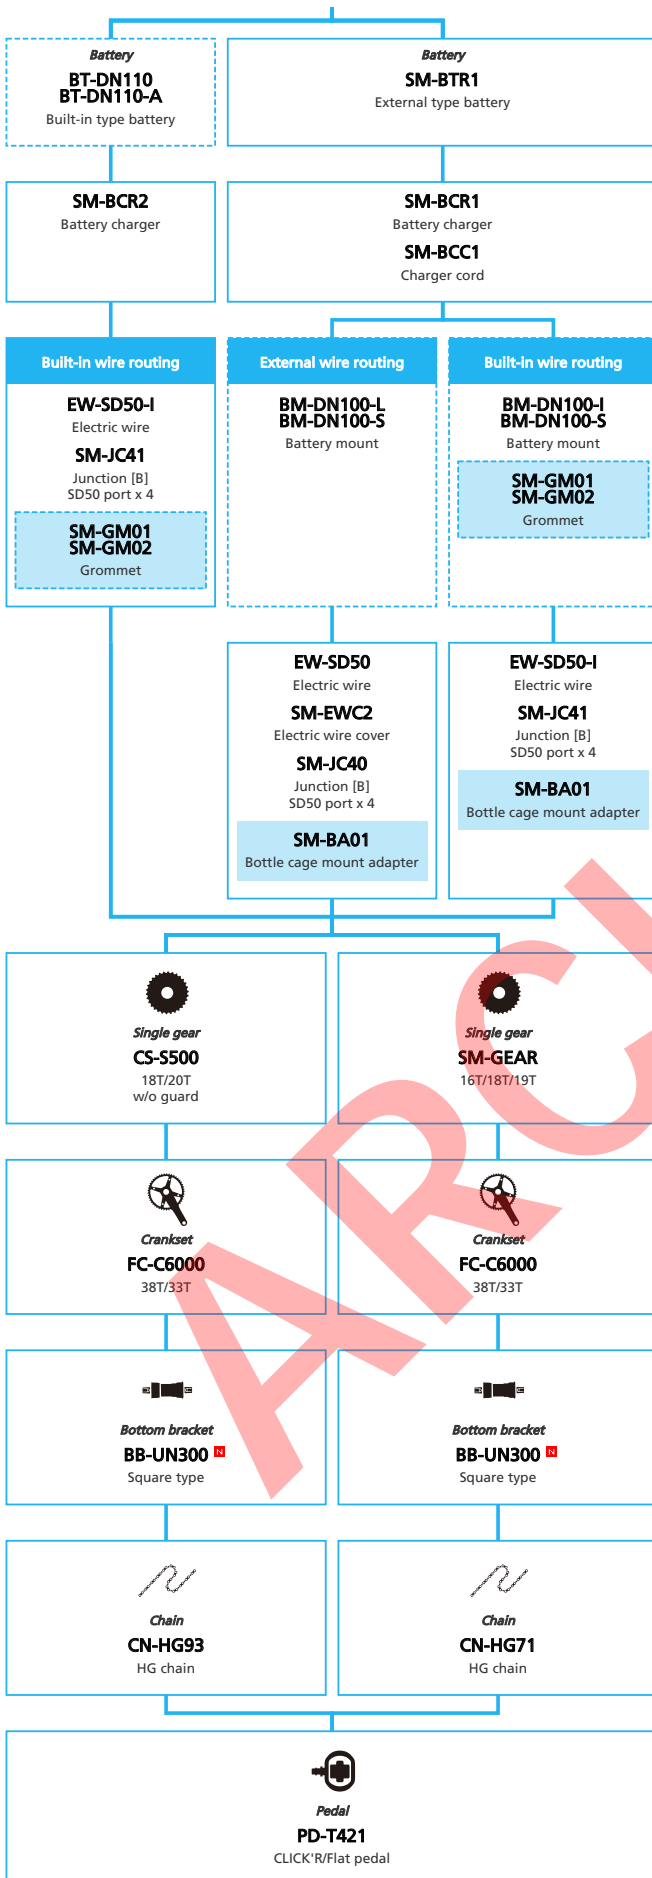 Battery
BT-DN110
BT-DN110-A
Built-in type battery
Battery
SM-BTR1
External type battery
SM-BCR2
Battery charger
SM-BCR1
Battery charger
SM-BCC1
Charger cord
Built-in wire routing
EW-SD50-I
Electric wire
SM-JC41
Junction [B]
SD50 port x 4
SM-GM01
SM-GM02
Grommet
External wire routing
BM-DN100-L
BM-DN100-S
Battery mount
Built-in wire routing
BM-DN100-I
BM-DN100-S
Battery mount
SM-GM01
SM-GM02
Grommet
EW-SD50
Electric wire
SM-EWC2
Electric wire cover
SM-JC40
Junction [B]
SD50 port x 4
SM-BA01
Bottle cage mount adapter
EW-SD50-I
Electric wire
SM-JC41
Junction [B]
SD50 port x 4
SM-BA01
Bottle cage mount adapter
Single gear
CS-S500
18T/20T
w/o guard
Single gear
SM-GEAR
16T/18T/19T
Crankset
FC-C6000
38T/33T
Crankset
FC-C6000
38T/33T
Bottom bracket
BB-UN300 N
Square type
Bottom bracket
BB-UN300 N
Square type
Chain
CN-HG93
HG chain
Chain
CN-HG71
HG chain
Pedal
PD-T421
CLICK'R/Flat pedal